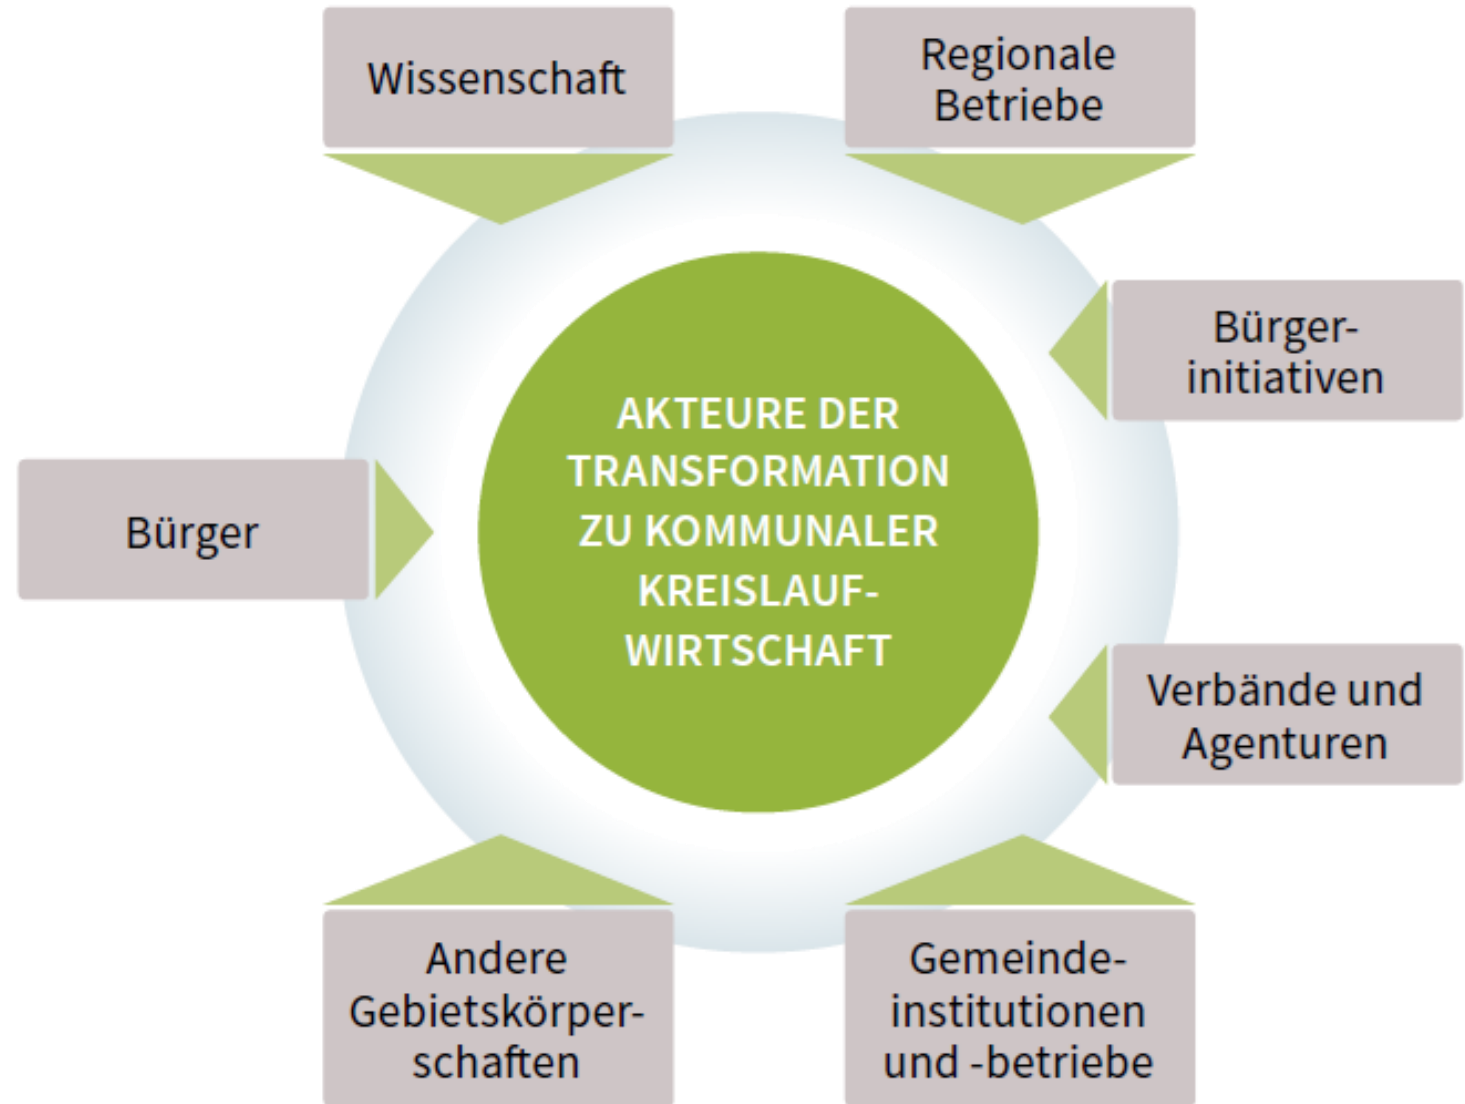 Wissenschaft
Regionale
Betriebe
Bürger-
initiativen
AKTEURE DER
TRANSFORMATION
ZU KOMMUNALER
KREISLAUF-
WIRTSCHAFT
Bürger
Verbände und
Agenturen
Andere
Gebietskörper-
schaften
Gemeinde-
institutionen
und -betriebe